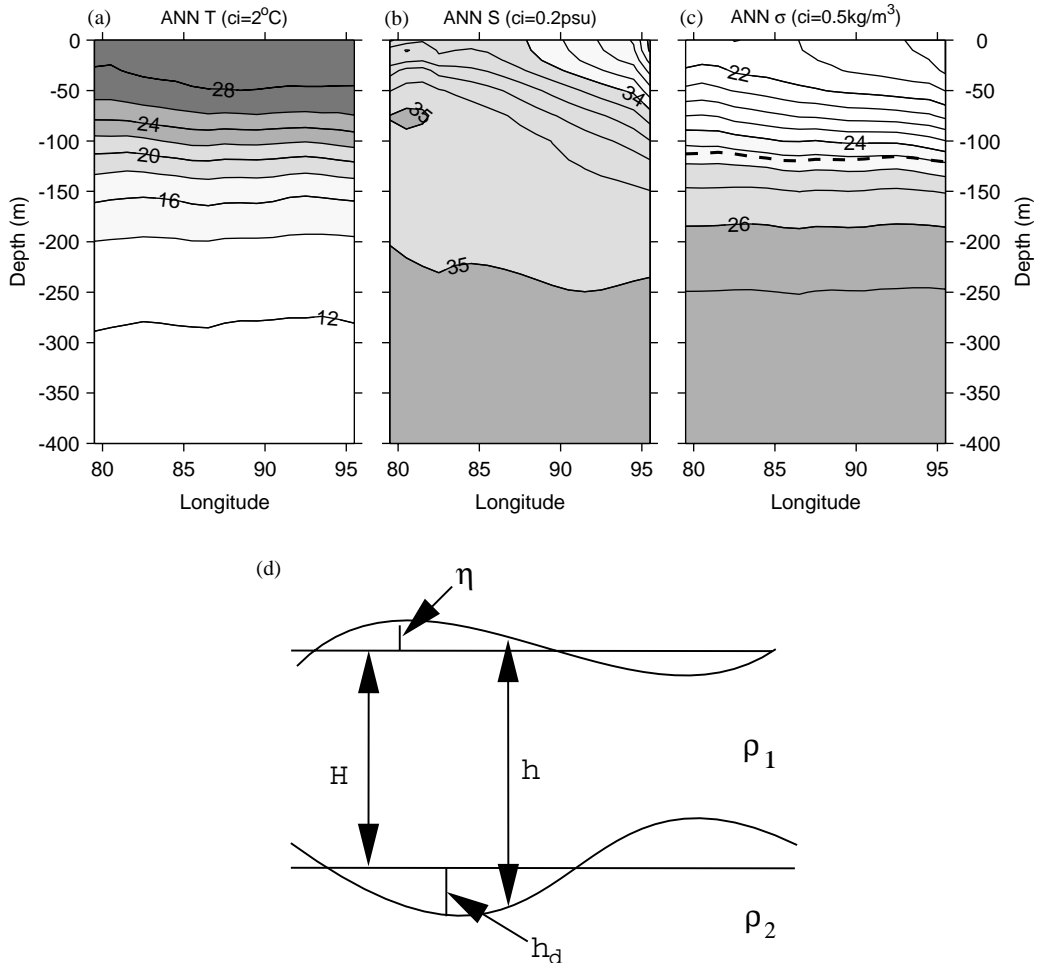 (a) ANN T (ci=2°C)
(b) ANN S (ci=0.2psu)
(c) ANN σ (ci=0.5kg/m³)
0
-50
-100
-150
-200
-250
-300
-350
-400
Depth (m)
28
24
20
16
12
80 85 90 95
Longitude
34
35
35
80 85 90 95
Longitude
22
24
26
80 85 90 95
Longitude
0
-50
-100
-150
-200
-250
-300
-350
-400
Depth (m)
(d)
η
H
h
ρ1
hd
ρ2